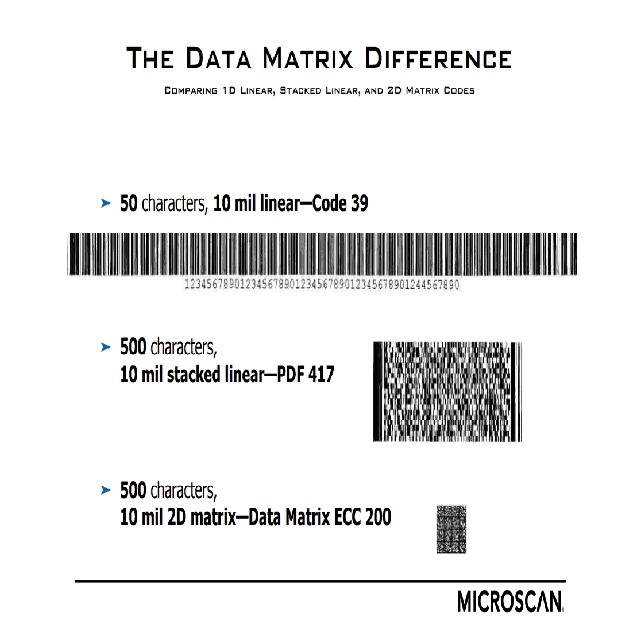 THE DATA MATRIX DIFFERENCE
COMPARING 1D LINEAR, STACKED LINEAR, AND 2D MATRIX CODES
➤ 50 characters, 10 mil linear—Code 39
12345678901234567890123456789012345678901244567890
➤ 500 characters,
10 mil stacked linear—PDF 417
➤ 500 characters,
10 mil 2D matrix—Data Matrix ECC 200
MICROSCAN.